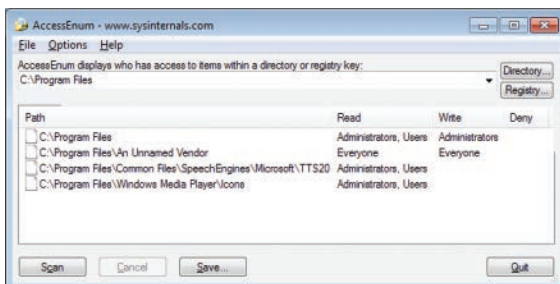 AccessEnum - www.sysinternals.com
File Options Help
AccessEnum displays who has access to items within a directory or registry key:
C:\Program Files
Directory...
Registry...
Path Read Write Deny
C:\Program Files Administrators, Users Administrators
C:\Program Files\An Unnamed Vendor Everyone Everyone
C:\Program Files\Common Files\SpeechEngines\Microsoft\TTS20 Administrators, Users
C:\Program Files\Windows Media Player\Icons Administrators, Users
Scan Cancel Save... Quit